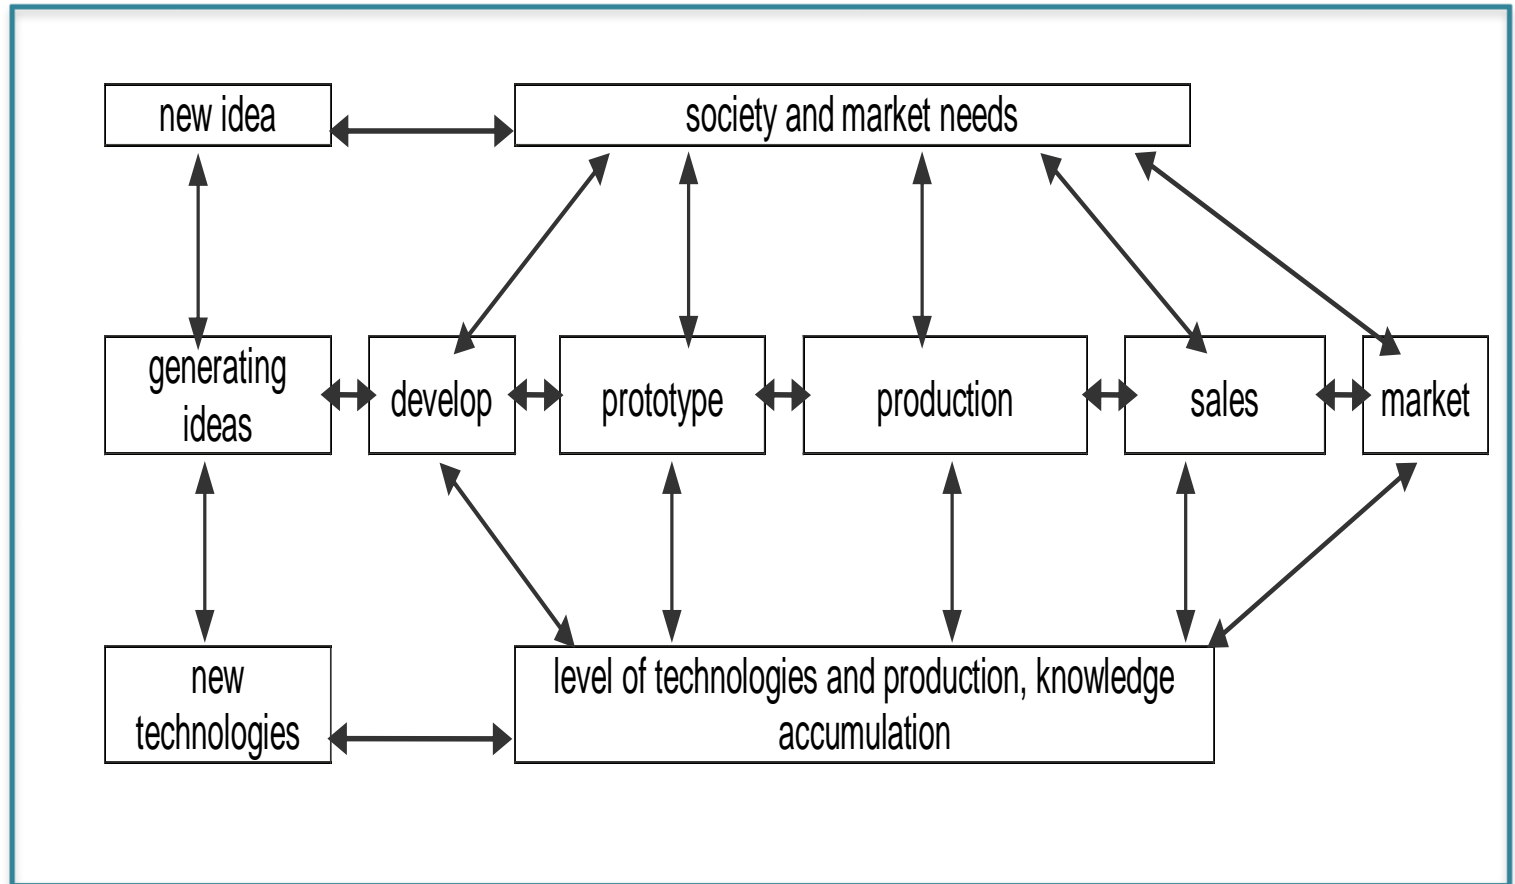 new idea
society and market needs
generating
ideas
develop
prototype
production
sales
market
new
technologies
level of technologies and production, knowledge
accumulation